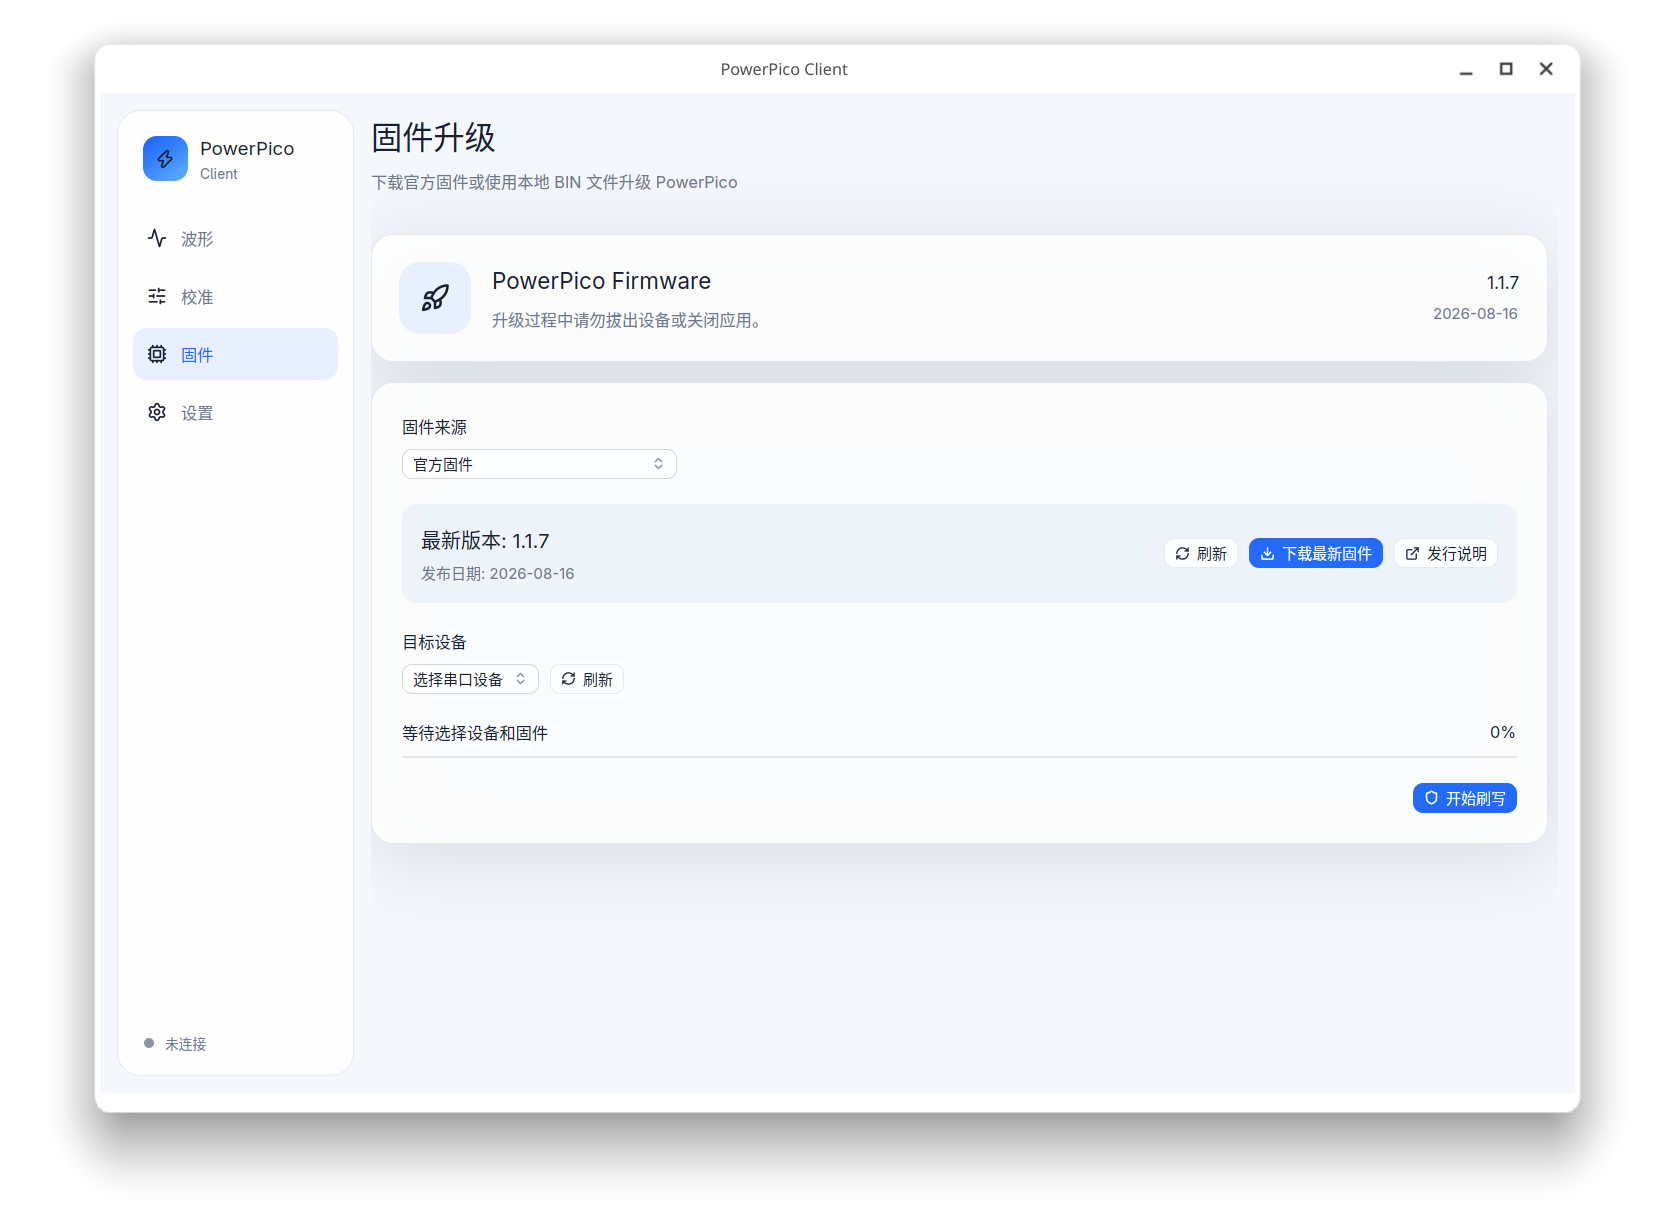 PowerPico Client
PowerPico
Client
波形
校准
固件
设置
未连接
固件升级
下载官方固件或使用本地 BIN 文件升级 PowerPico
PowerPico Firmware
升级过程中请勿拔出设备或关闭应用。
1.1.7
2026-08-16
固件来源
官方固件
最新版本: 1.1.7
发布日期: 2026-08-16
刷新
下载最新固件
发行说明
目标设备
选择串口设备
刷新
等待选择设备和固件
0%
开始刷写